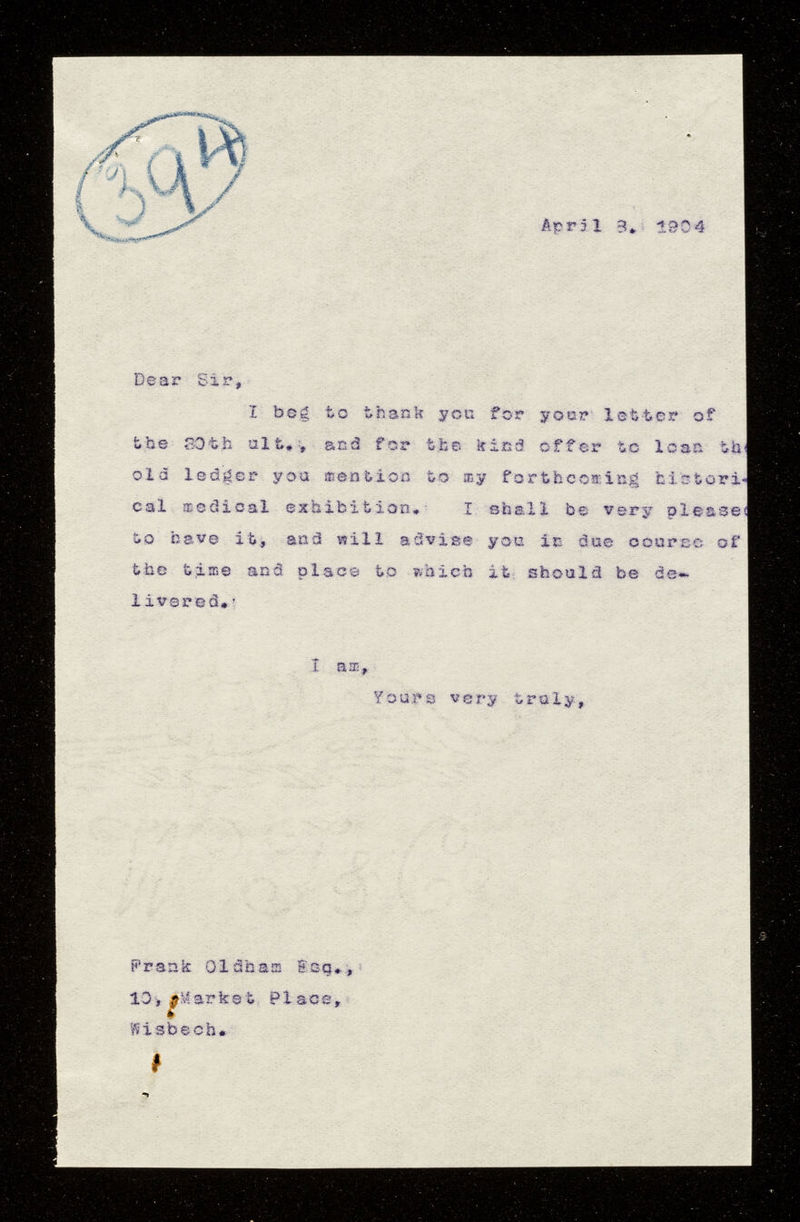 394
April 8. 1904
Dear Sir,
I beg to thank you for your letter of
the 30th ult., and for the kind offer to loan the
old ledger you mention to my forthcoming histori-
cal medical exhibition. I shall be very pleased
to have it, and will advise you in due course of
the time and place to which it should be de-
livered.
I am,
Yours very truly,
Frank Oldham Esq.,
10, Market Place,
Wisbech.